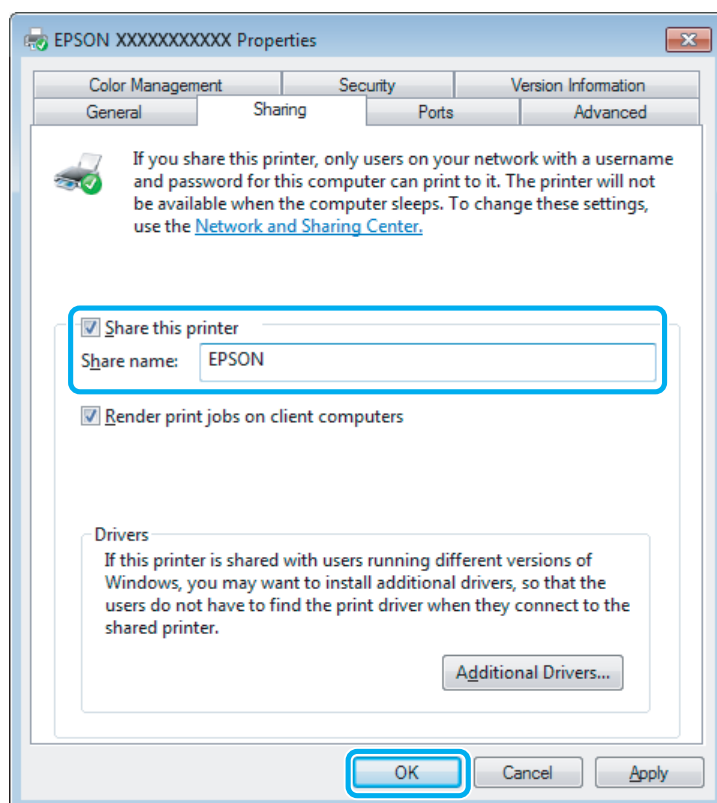 EPSON XXXXXXXXXXX Properties
Color Management Security Version Information
General Sharing Ports Advanced
If you share this printer, only users on your network with a username
and password for this computer can print to it. The printer will not
be available when the computer sleeps. To change these settings,
use the Network and Sharing Center.
Share this printer
Share name: EPSON
Render print jobs on client computers
Drivers
If this printer is shared with users running different versions of
Windows, you may want to install additional drivers, so that the
users do not have to find the print driver when they connect to the
shared printer.
Additional Drivers...
OK Cancel Apply